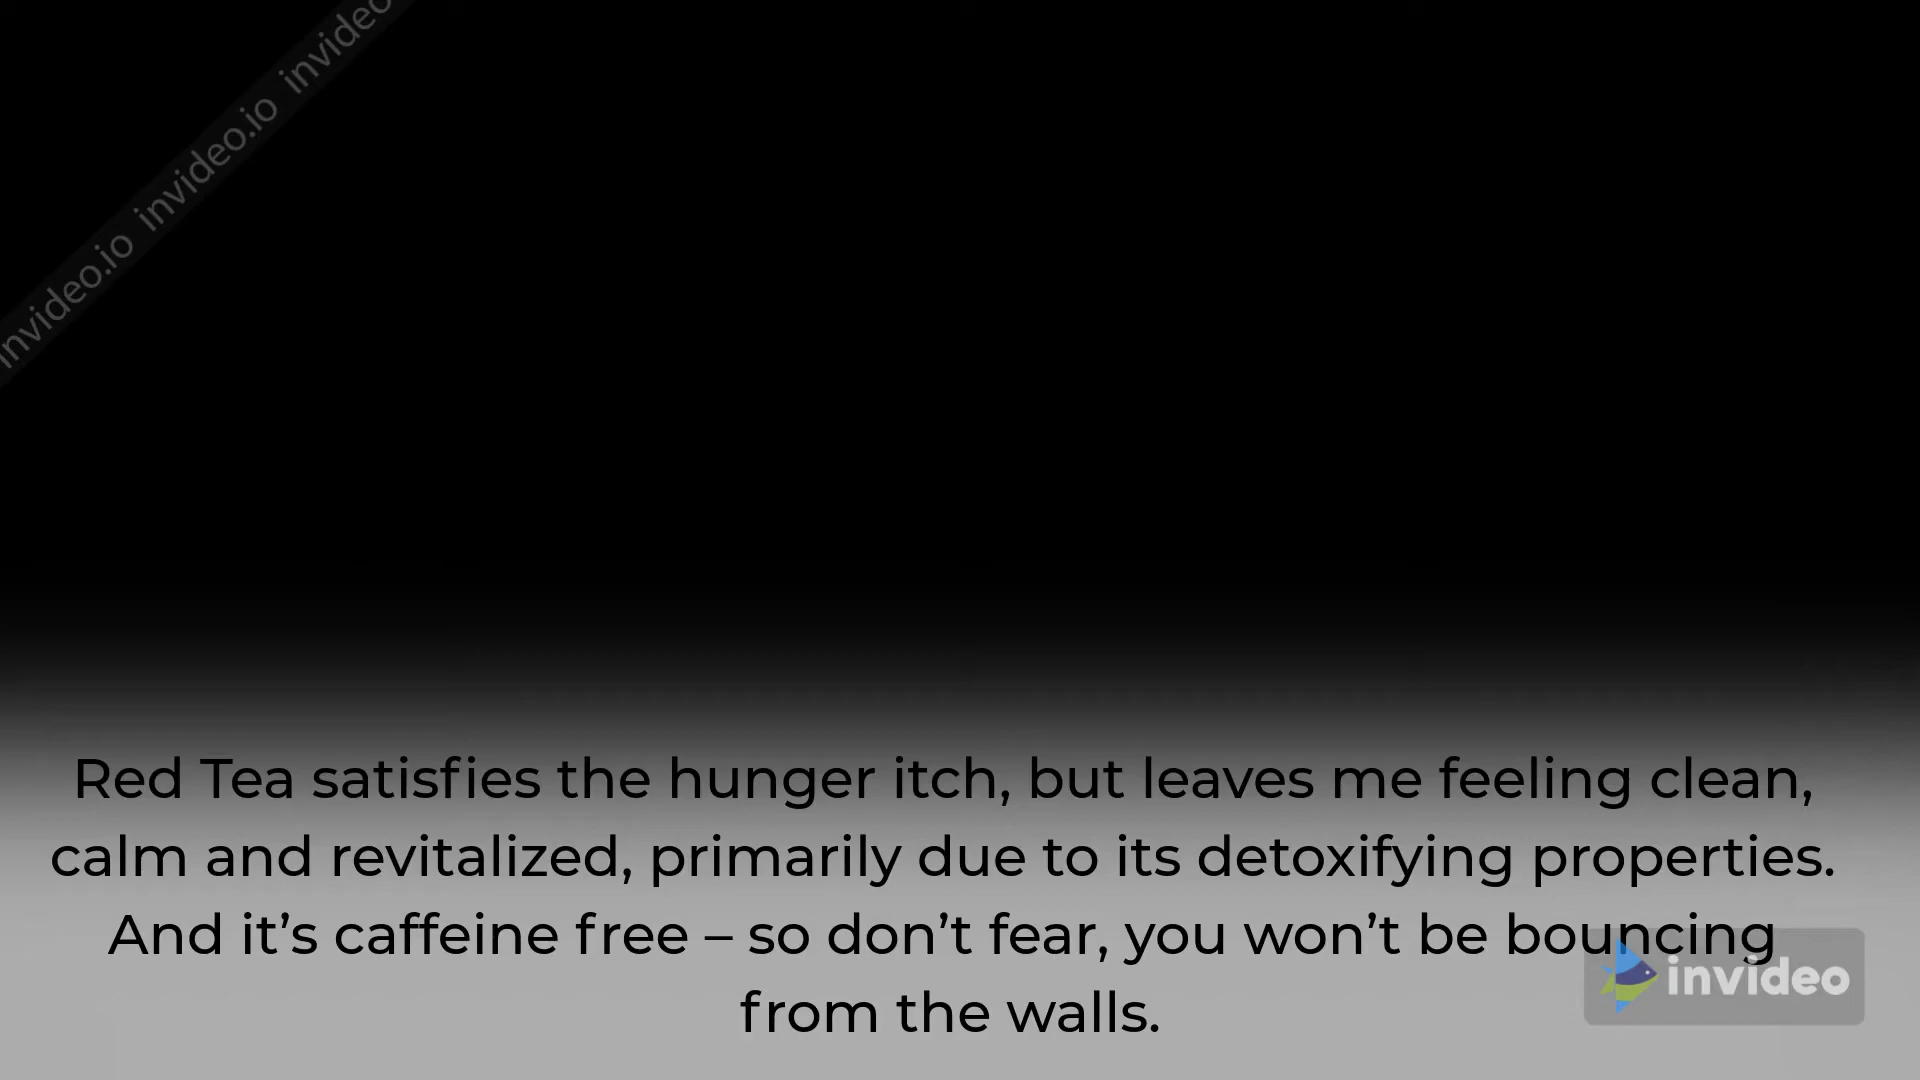 invideo.io invideo.io invideo
Red Tea satisfies the hunger itch, but leaves me feeling clean,
calm and revitalized, primarily due to its detoxifying properties.
And it’s caffeine free – so don’t fear, you won’t be bouncing
from the walls.
invideo